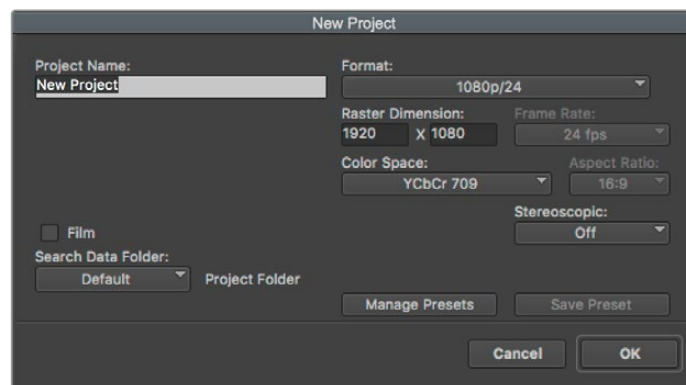 New Project
Project Name:
New Project
Format:
1080p/24
Raster Dimension:
1920 X 1080
Frame Rate:
24 fps
Color Space:
YCbCr 709
Aspect Ratio:
16:9
Stereoscopic:
Off
Film
Search Data Folder:
Default
Project Folder
Manage Presets
Save Preset
Cancel
OK